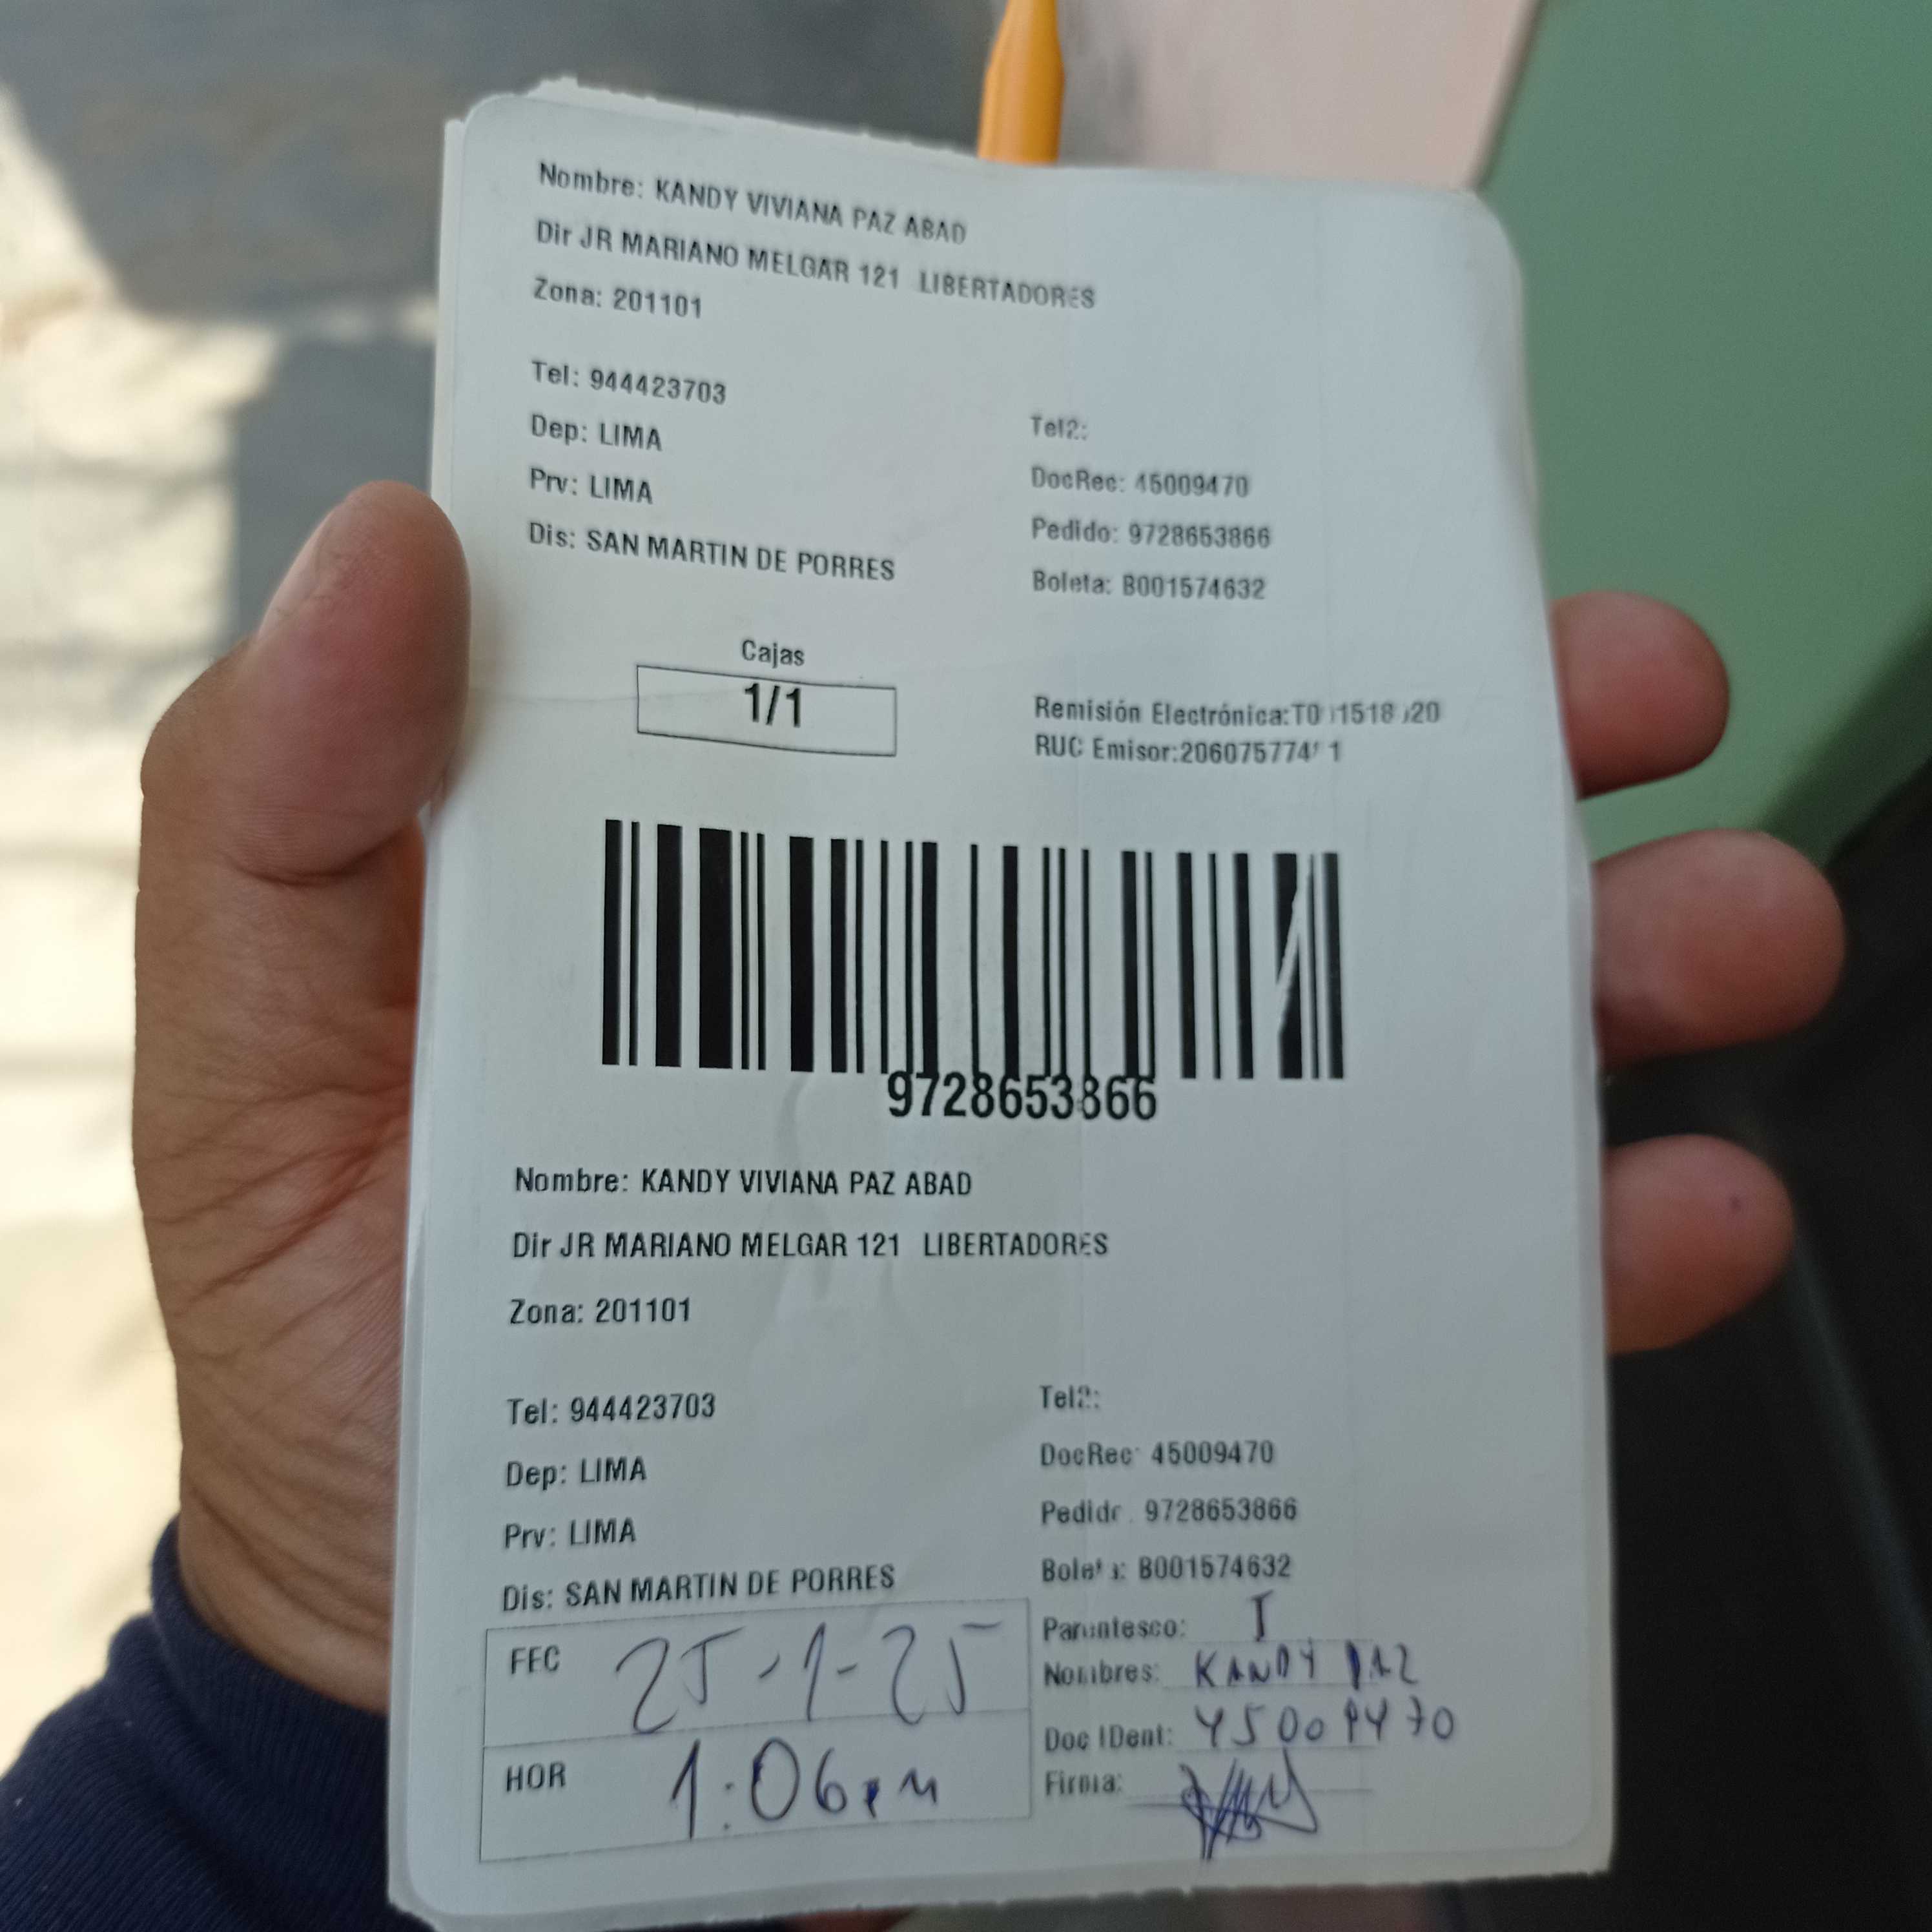 Nombre: KANDY VIVIANA PAZ ABAD
Dir JR MARIANO MELGAR 121 LIBERTADORES
Zona: 201101
Tel: 944423703
Tel2:
Dep: LIMA
DocRec: 45009470
Prv: LIMA
Pedido: 9728653866
Dis: SAN MARTIN DE PORRES
Boleta: B001574632
Cajas
1/1
Remisión Electrónica:
RUC Emisor:
9728653866
Nombre: KANDY VIVIANA PAZ ABAD
Dir JR MARIANO MELGAR 121 LIBERTADORES
Zona: 201101
Tel: 944423703
Tel2:
Dep: LIMA
DocRec: 45009470
Prv: LIMA
Pedido: 9728653866
Dis: SAN MARTIN DE PORRES
Boleta: B001574632
FEC 25-1-25
HOR 1:06pm
Parentesco: T
Nombres: KANDY PAZ
Doc IDent: 45009470
Firma: